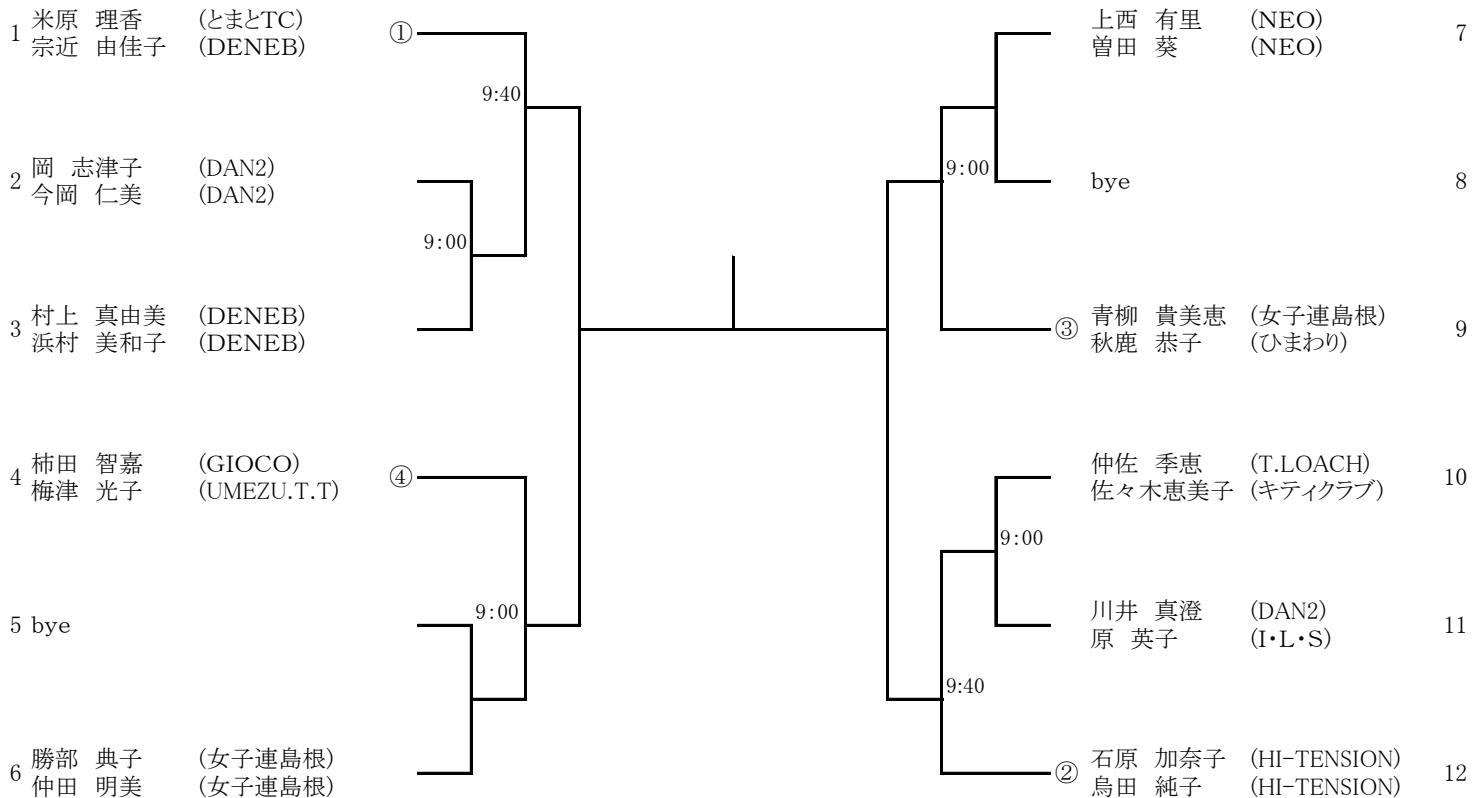 1 米原 理香 (とまとTC) ①
宗近 由佳子 (DENEB)
9:40
2 岡 志津子 (DAN2)
今岡 仁美 (DAN2)
9:00
3 村上 真由美 (DENEB)
浜村 美和子 (DENEB)
4 柿田 智嘉 (GIOCO) ④
梅津 光子 (UMEZU.T.T)
9:00
5 bye
6 勝部 典子 (女子連島根)
仲田 明美 (女子連島根)
上西 有里 (NEO) 7
曽田 葵 (NEO)
9:00
bye 8
③ 青柳 貴美恵 (女子連島根) 9
秋鹿 恭子 (ひまわり)
仲佐 季恵 (T.LOACH) 10
佐々木恵美子 (キティクラブ)
9:00
川井 真澄 (DAN2) 11
原 英子 (I・L・S)
9:40
② 石原 加奈子 (HI-TENSION) 12
烏田 純子 (HI-TENSION)